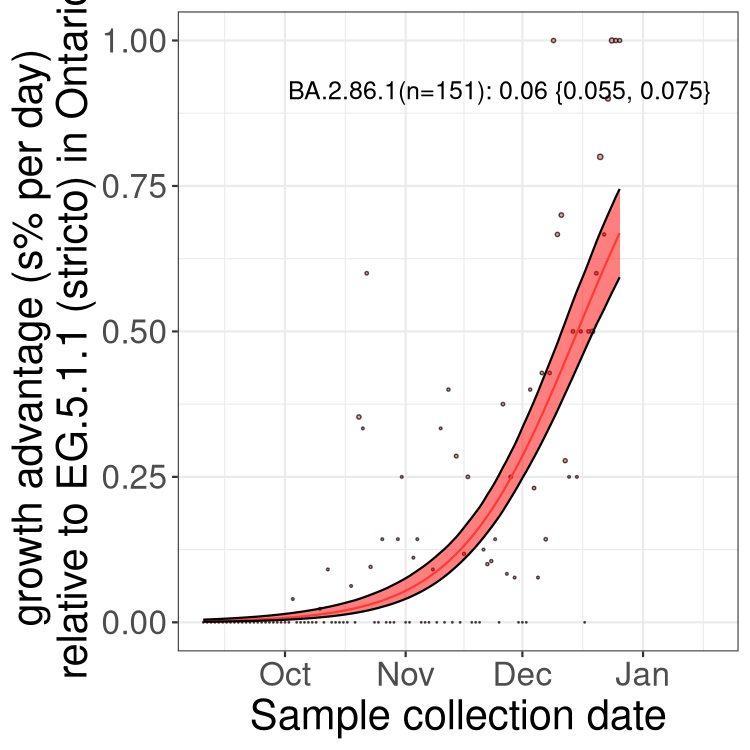 growth advantage (s% per day)
relative to EG.5.1.1 (stricto) in Ontario
1.00
0.75
0.50
0.25
0.00
BA.2.86.1(n=151): 0.06 {0.055, 0.075}
Oct Nov Dec Jan
Sample collection date